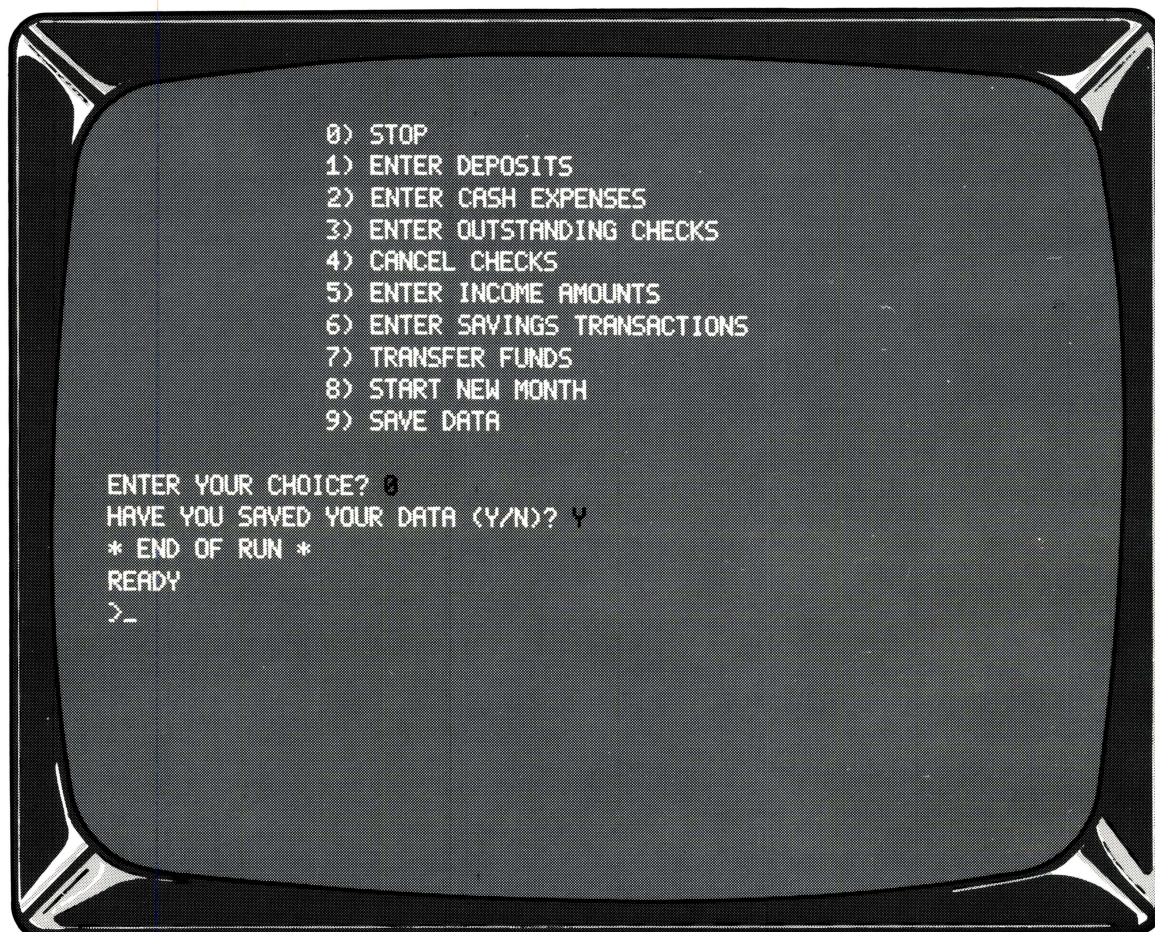 0) STOP
1) ENTER DEPOSITS
2) ENTER CASH EXPENSES
3) ENTER OUTSTANDING CHECKS
4) CANCEL CHECKS
5) ENTER INCOME AMOUNTS
6) ENTER SAVINGS TRANSACTIONS
7) TRANSFER FUNDS
8) START NEW MONTH
9) SAVE DATA
ENTER YOUR CHOICE? 0
HAVE YOU SAVED YOUR DATA (Y/N)? Y
* END OF RUN *
READY
>_